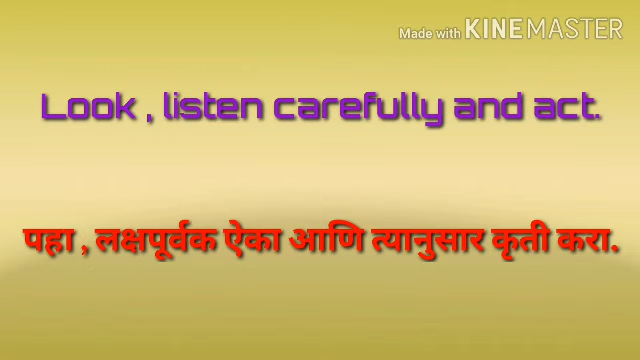 Made with KINEMASTER
Look , listen carefully and act.
पहा , लक्षपूर्वक ऐका आणि त्यानुसार कृती करा.